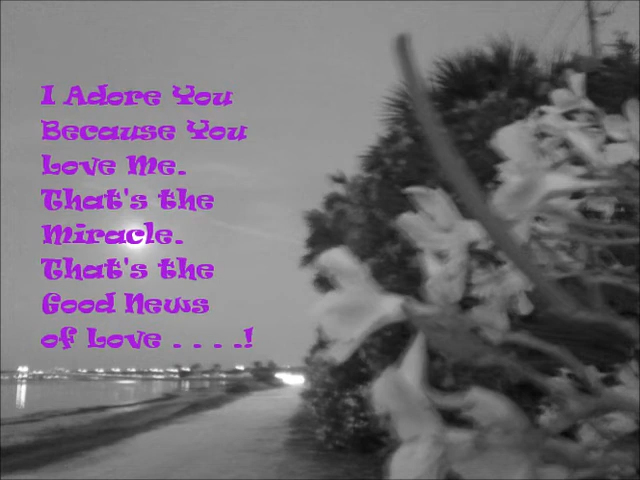 I Adore You
Because You
Love Me.
That's the
Miracle.
That's the
Good News
of Love . . . .!